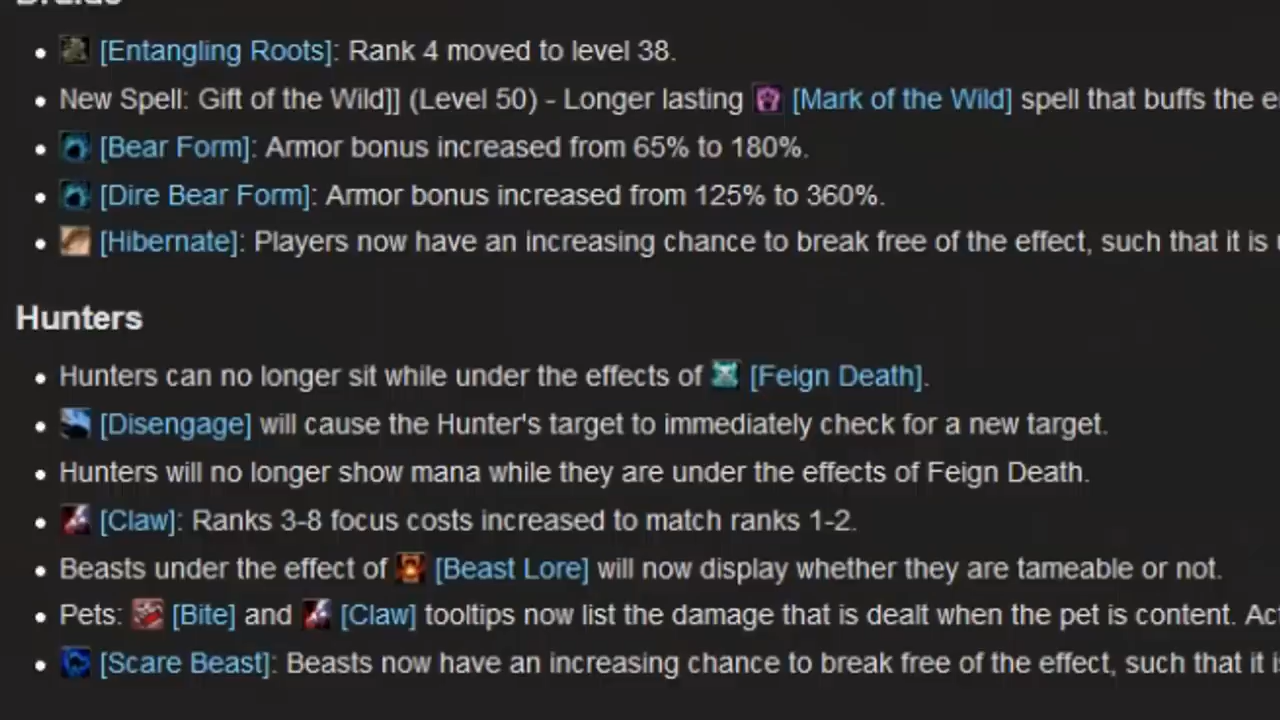 [Entangling Roots]: Rank 4 moved to level 38.
New Spell: Gift of the Wild]] (Level 50) - Longer lasting [Mark of the Wild] spell that buffs the
[Bear Form]: Armor bonus increased from 65% to 180%.
[Dire Bear Form]: Armor bonus increased from 125% to 360%.
[Hibernate]: Players now have an increasing chance to break free of the effect, such that it is
Hunters
Hunters can no longer sit while under the effects of [Feign Death].
[Disengage] will cause the Hunter's target to immediately check for a new target.
Hunters will no longer show mana while they are under the effects of Feign Death.
[Claw]: Ranks 3-8 focus costs increased to match ranks 1-2.
Beasts under the effect of [Beast Lore] will now display whether they are tameable or not.
Pets: [Bite] and [Claw] tooltips now list the damage that is dealt when the pet is content.
[Scare Beast]: Beasts now have an increasing chance to break free of the effect, such that it